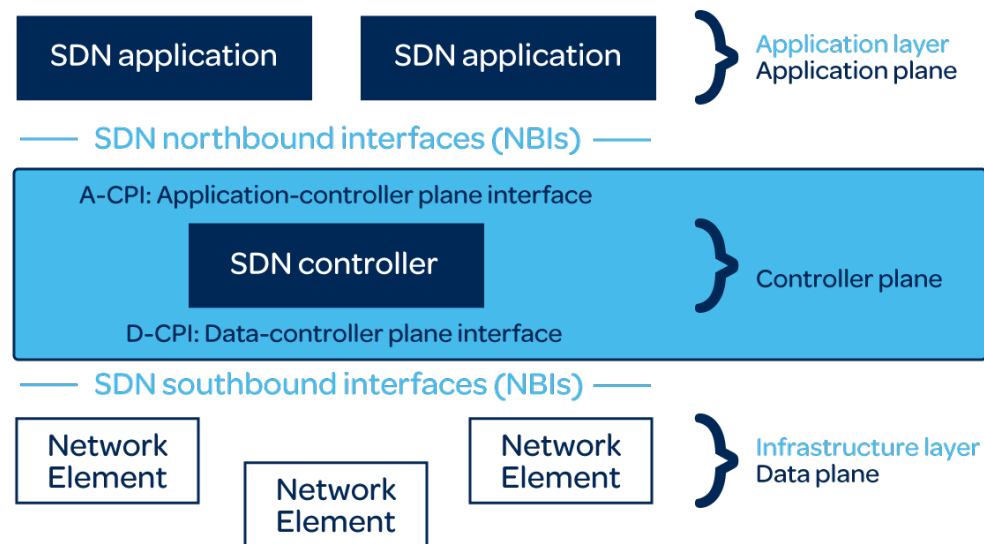 SDN application
SDN application
Application layer
Application plane
SDN northbound interfaces (NBIs)
A-CPI: Application-controller plane interface
SDN controller
Controller plane
D-CPI: Data-controller plane interface
SDN southbound interfaces (NBIs)
Network
Element
Network
Element
Network
Element
Infrastructure layer
Data plane